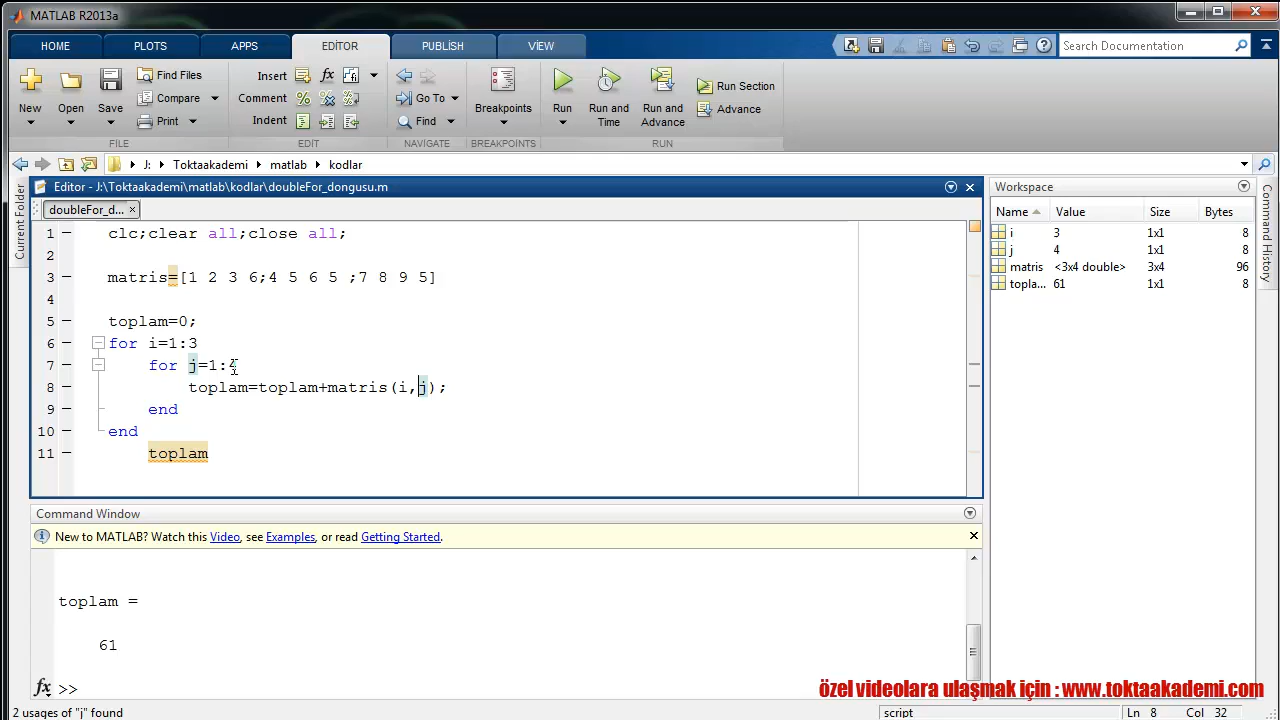 MATLAB R2013a
HOME PLOTS APPS EDİTOR PUBLİSH VİEW
Search Documentation
New Open Save Find Files Compare Print
Insert Comment Indent
Go To Find
Breakpoints
Run Run and Time Run and Advance Run Section Advance
FILE EDIT NAVIGATE BREAKPOINTS RUN
J: Toktaakademi matlab kodlar
Current Folder
Editor - J:\Toktaakademi\matlab\kodlar\doubleFor_dongusu.m
doubleFor_d...
1 clc;clear all;close all;
2
3 matris=[1 2 3 6;4 5 6 5 ;7 8 9 5]
4
5 toplam=0;
6 for i=1:3
7 for j=1:4
8 toplam=toplam+matris(i,j);
9 end
10 end
11 toplam
Workspace
Name Value Size Bytes
i 3 1x1 8
j 4 1x1 8
matris <3x4 double> 3x4 96
topla... 61 1x1 8
Command History
Command Window
New to MATLAB? Watch this Video, see Examples, or read Getting Started.
toplam =
61
fx >>
özel videolara ulaşmak için : www.toktaakademi.com
2 usages of "j" found script Ln 8 Col 32